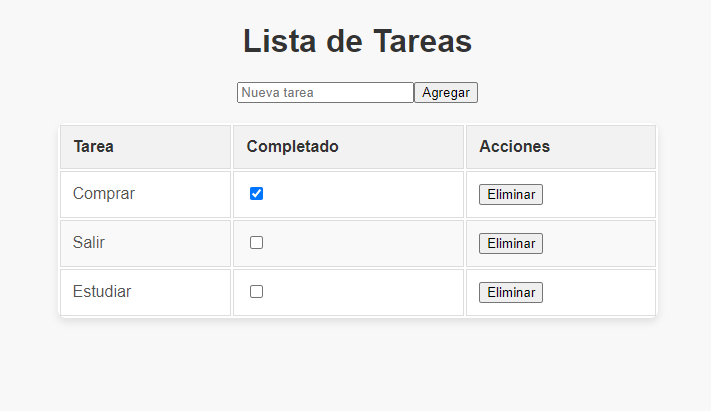 Lista de Tareas
Nueva tarea Agregar
Tarea Completado Acciones
Comprar Eliminar
Salir Eliminar
Estudiar Eliminar